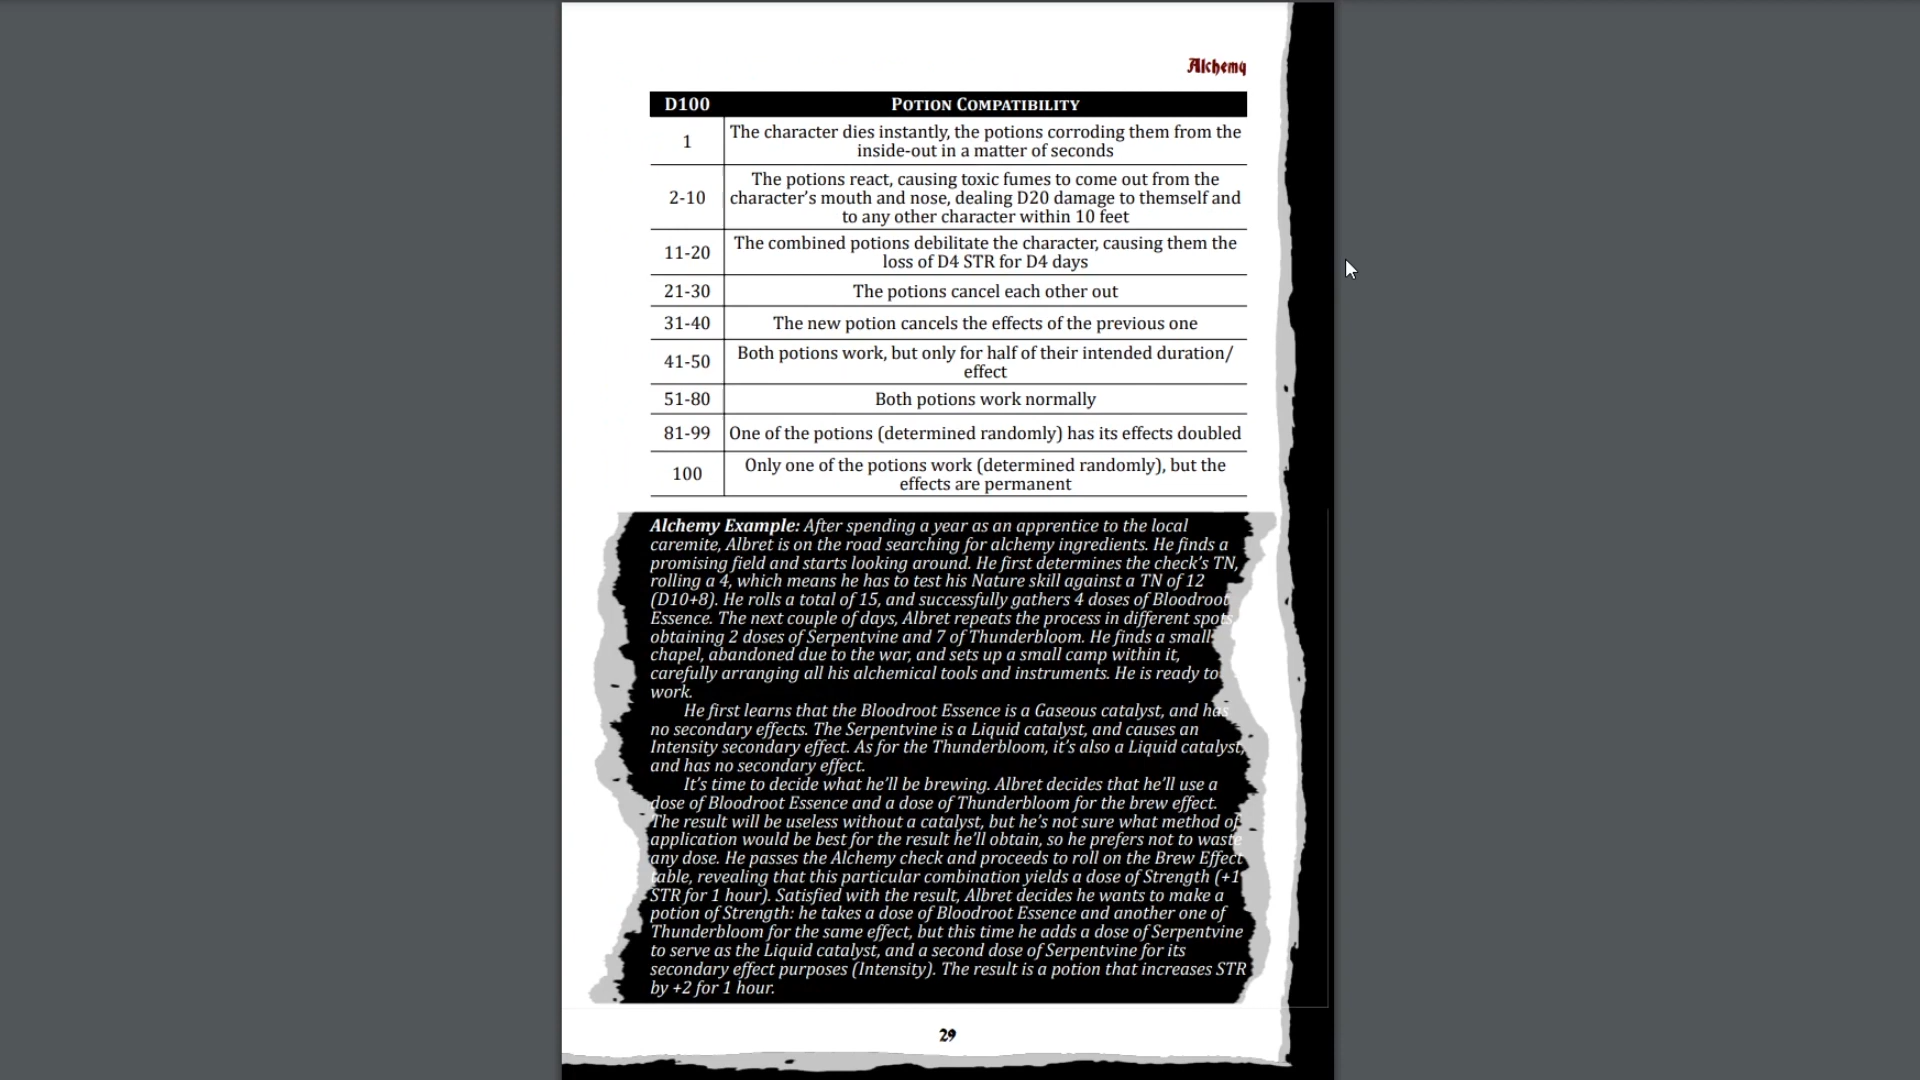 Alchemy
D100 POTION COMPATIBILITY
1 The character dies instantly, the potions corroding them from the
inside-out in a matter of seconds
2-10 The potions react, causing toxic fumes to come out from the
character's mouth and nose, dealing D20 damage to themself and
to any other character within 10 feet
11-20 The combined potions debilitate the character, causing them the
loss of D4 STR for D4 days
21-30 The potions cancel each other out
31-40 The new potion cancels the effects of the previous one
41-50 Both potions work, but only for half of their intended duration/
effect
51-80 Both potions work normally
81-99 One of the potions (determined randomly) has its effects doubled
100 Only one of the potions work (determined randomly), but the
effects are permanent
Alchemy Example: After spending a year as an apprentice to the local
caremite, Albret is on the road searching for alchemy ingredients. He finds a
promising field and starts looking around. He first determines the check's TN,
rolling a 4, which means he has to test his Nature skill against a TN of 12
(D10+8). He rolls a total of 15, and successfully gathers 4 doses of Bloodroot
Essence. The next couple of days, Albret repeats the process in different spots,
obtaining 2 doses of Serpentvine and 7 of Thunderbloom. He finds a small
chapel, abandoned due to the war, and sets up a small camp within it,
carefully arranging all his alchemical tools and instruments. He is ready to
work.
He first learns that the Bloodroot Essence is a Gaseous catalyst, and has
no secondary effects. The Serpentvine is a Liquid catalyst, and causes an
Intensity secondary effect. As for the Thunderbloom, it's also a Liquid catalyst,
and has no secondary effect.
It's time to decide what he'll be brewing. Albret decides that he'll use a
dose of Bloodroot Essence and a dose of Thunderbloom for the brew effect.
The result will be useless without a catalyst, but he's not sure what method of
application would be best for the result he'll obtain, so he prefers not to waste
any dose. He passes the Alchemy check and proceeds to roll on the Brew Effect
table, revealing that this particular combination yields a dose of Strength (+1
STR for 1 hour). Satisfied with the result, Albret decides he wants to make a
potion of Strength: he takes a dose of Bloodroot Essence and another one of
Thunderbloom for the same effect, but this time he adds a dose of Serpentvine
to serve as the Liquid catalyst, and a second dose of Serpentvine for its
secondary effect purposes (Intensity). The result is a potion that increases STR
by +2 for 1 hour.
29